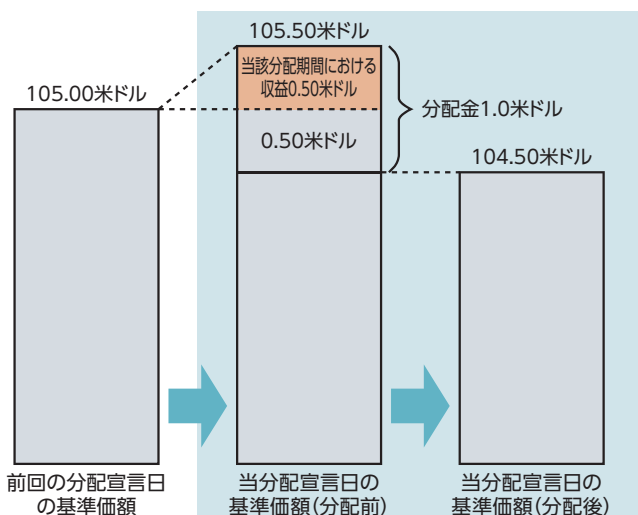 105.50米ドル
当該分配期間における
収益0.50米ドル
105.00米ドル
分配金1.0米ドル
0.50米ドル
104.50米ドル
前回の分配宣言日
の基準価額
当分配宣言日の
基準価額(分配前)
当分配宣言日の
基準価額(分配後)